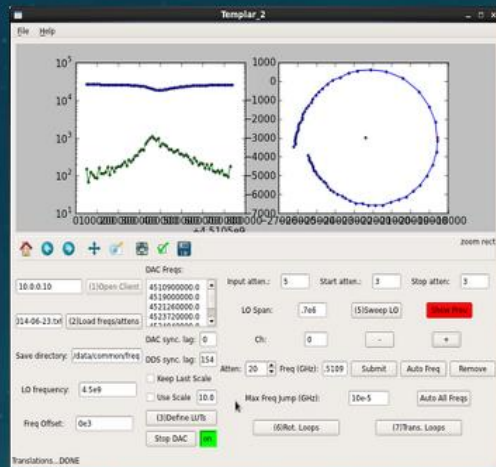 Templar_2
File Help
10^5
10^4
10^3
10^2
10^1
1000
0
-1000
-2000
-3000
-4000
-5000
-6000
-7000
+4.5105e9
zoom rect
DAC Freqs:
10.0.0.10 (1)Open Client
4510900000.0
4519000000.0
4521260000.0
4523720000.0
Input atten.: 5 Start atten.: 3 Stop atten: 3
314-06-23.txt (2)Load freqs/attens
LO Span: .7e6 (5)Sweep LO
DAC sync. lag: 0
Ch: 0 - +
Save directory: /data/common/freq
DDS sync. lag: 154
Atten: 20 Freq (GHz): .5109 Submit Auto Freq Remove
Keep Last Scale
LO frequency: 4.5e9
Use Scale 10.0
Max Freq Jump (GHz): 10e-5 Auto All Freqs
Freq Offset: 0e3
(3)Define LUTs
(6)Rot. Loops (7)Trans. Loops
Stop DAC on
Translations...DONE